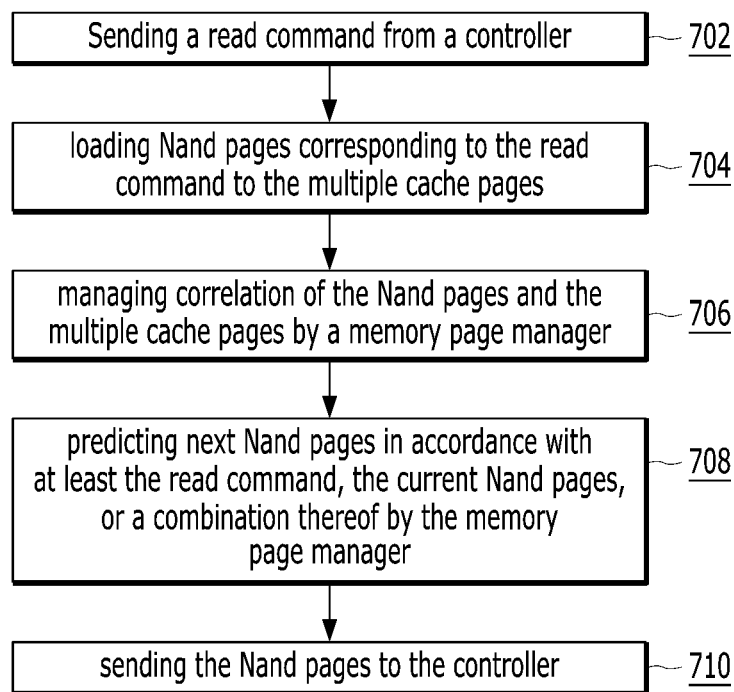 Sending a read command from a controller
702
loading Nand pages corresponding to the read
command to the multiple cache pages
704
managing correlation of the Nand pages and the
multiple cache pages by a memory page manager
706
predicting next Nand pages in accordance with
at least the read command, the current Nand pages,
or a combination thereof by the memory
page manager
708
sending the Nand pages to the controller
710